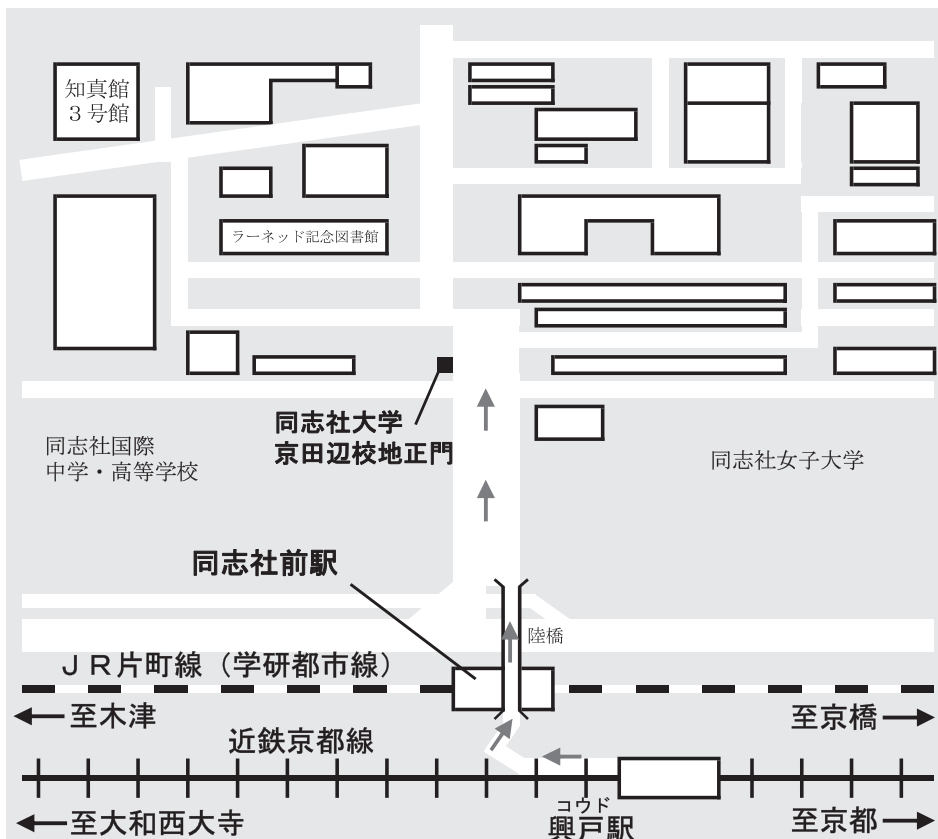 知真館
３号館
ラーネッド記念図書館
同志社大学
京田辺校地正門
同志社国際
中学・高等学校
同志社女子大学
同志社前駅
陸橋
ＪＲ片町線（学研都市線）
至木津
至京橋
近鉄京都線
コウド
興戸駅
至大和西大寺
至京都